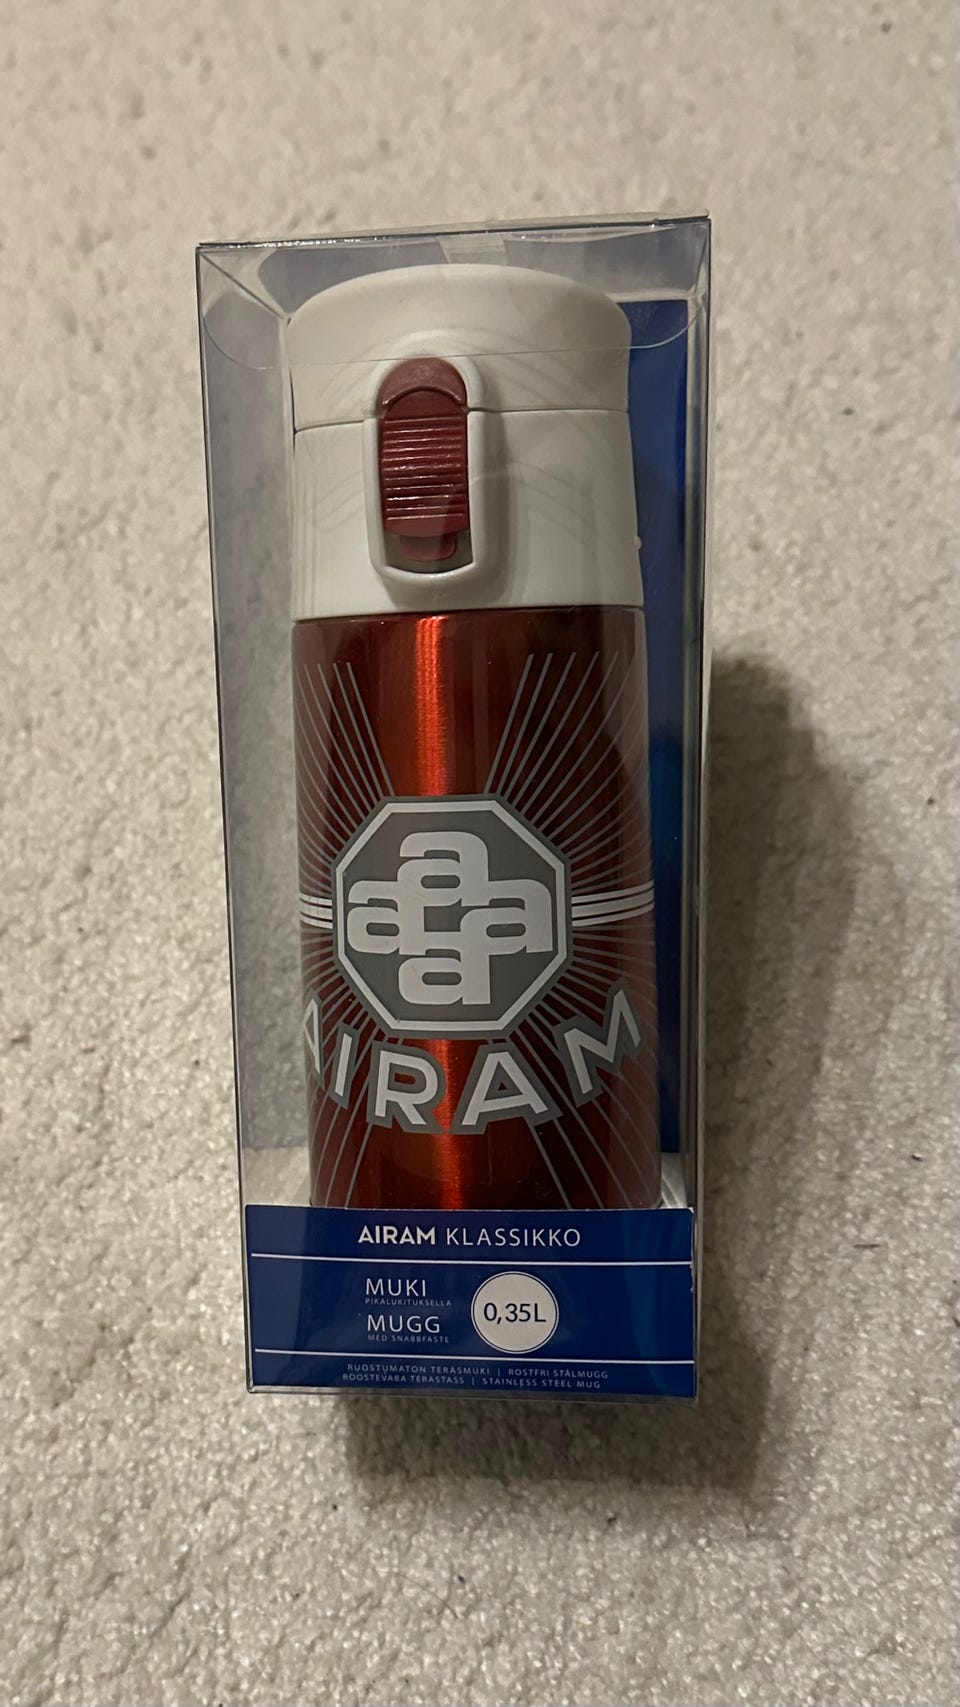 a
a a
a
AIRAM
AIRAM KLASSIKKO
MUKI
PIKALUKITUKSELLA
MUGG
MED SNABBFÄSTE
0,35L
RUOSTUMATON TERÄSMUKI | ROSTFRI STÅLMUGG
ROOSTEVABA TERASTASS | STAINLESS STEEL MUG